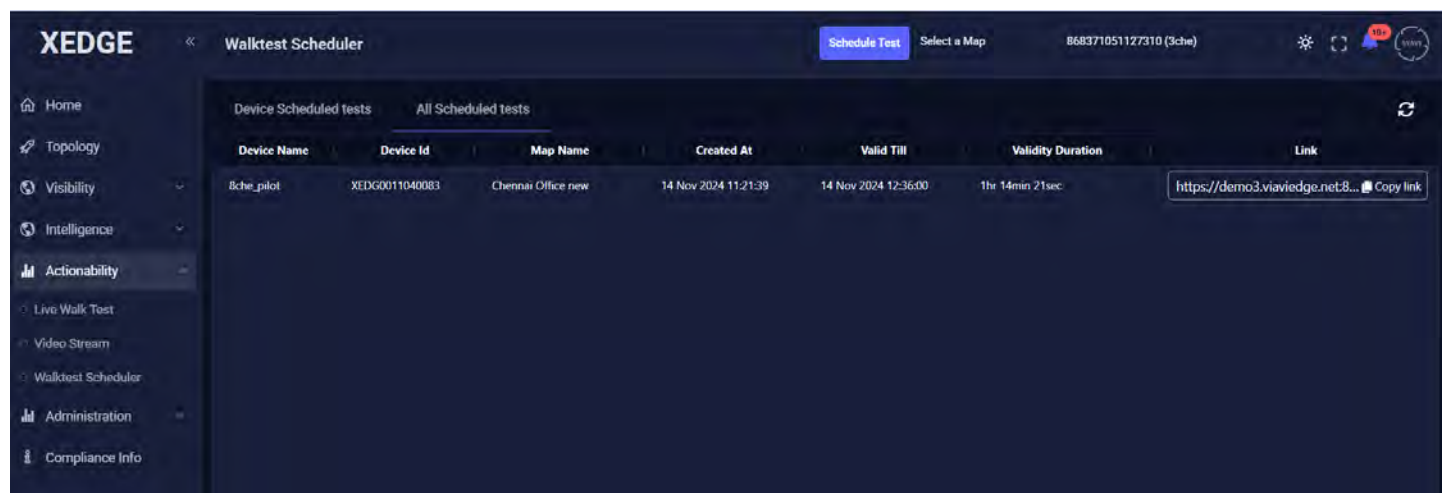 XEDGE
«
Walktest Scheduler
Schedule Test
Select a Map
868371051127310 (3che)
10+
Home
Topology
Visibility
Intelligence
Actionability
Live Walk Test
Video Stream
Walktest Scheduler
Administration
Compliance Info
Device Scheduled tests All Scheduled tests
Device Name Device Id Map Name Created At Valid Till Validity Duration Link
8che_pilot XEDG0011040083 Chennai Office new 14 Nov 2024 11:21:39 14 Nov 2024 12:36:00 1hr 14min 21sec https://demo3.viaviedge.net:8... Copy link